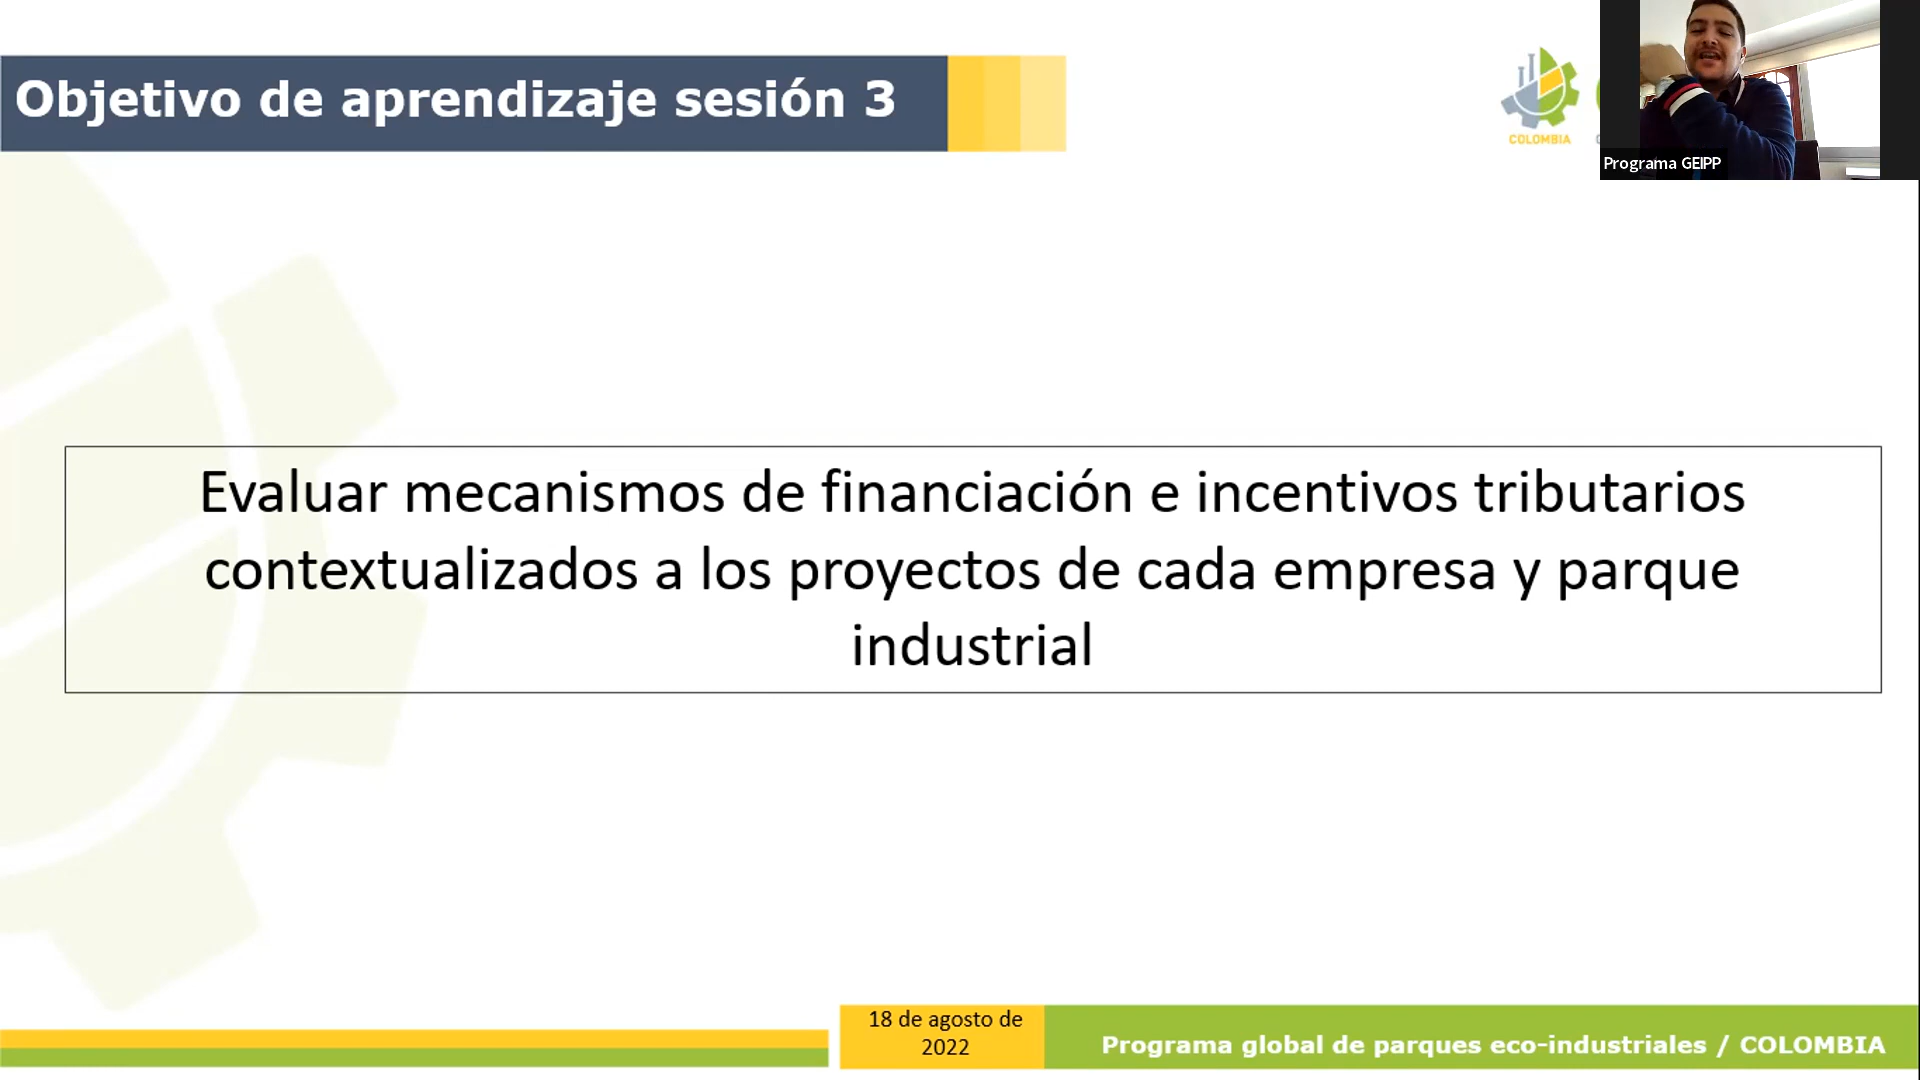 Objetivo de aprendizaje sesión 3
COLOMBIA
Programa GEIPP
Evaluar mecanismos de financiación e incentivos tributarios
contextualizados a los proyectos de cada empresa y parque
industrial
18 de agosto de
2022
Programa global de parques eco-industriales / COLOMBIA